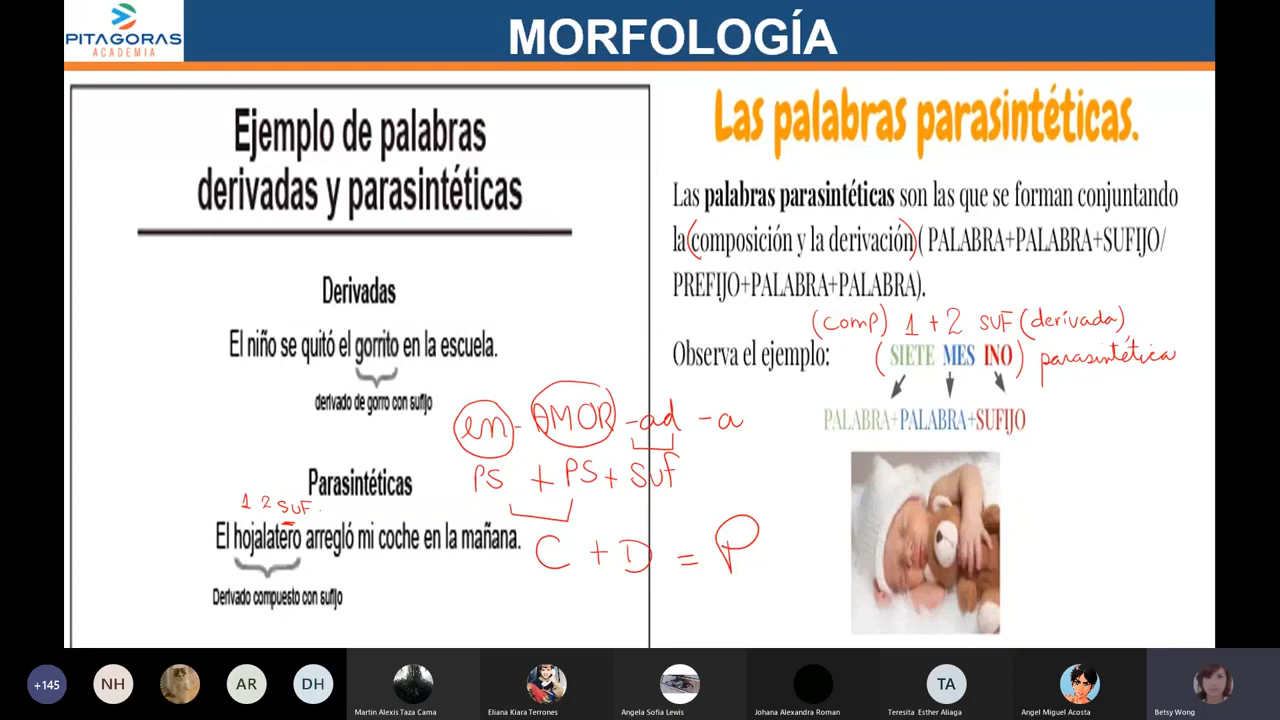 PITAGORAS
ACADEMIA
MORFOLOGÍA
Ejemplo de palabras
derivadas y parasintéticas
Derivadas
El niño se quitó el gorrito en la escuela.
derivado de gorro con sufijo
Parasintéticas
1 2 SUF.
El hojalatero arregló mi coche en la mañana.
Derivado compuesto con sufijo
en - AMOR - ad - a
PS + PS + Suf
C + D = P
Las palabras parasintéticas.
Las palabras parasintéticas son las que se forman conjuntando
la (composición y la derivación) ( PALABRA+PALABRA+SUFIJO/
PREFIJO+PALABRA+PALABRA).
(comp) 1 + 2 SUF (derivada)
Observa el ejemplo: (SIETE MES INO) parasintética
PALABRA+PALABRA+SUFIJO
+145
NH
AR
DH
TA
Martin Alexis Taza Cama
Eliana Kiara Terrones
Angela Sofia Lewis
Johana Alexandra Roman
Teresita Esther Aliaga
Angel Miguel Acosta
Betsy Wong